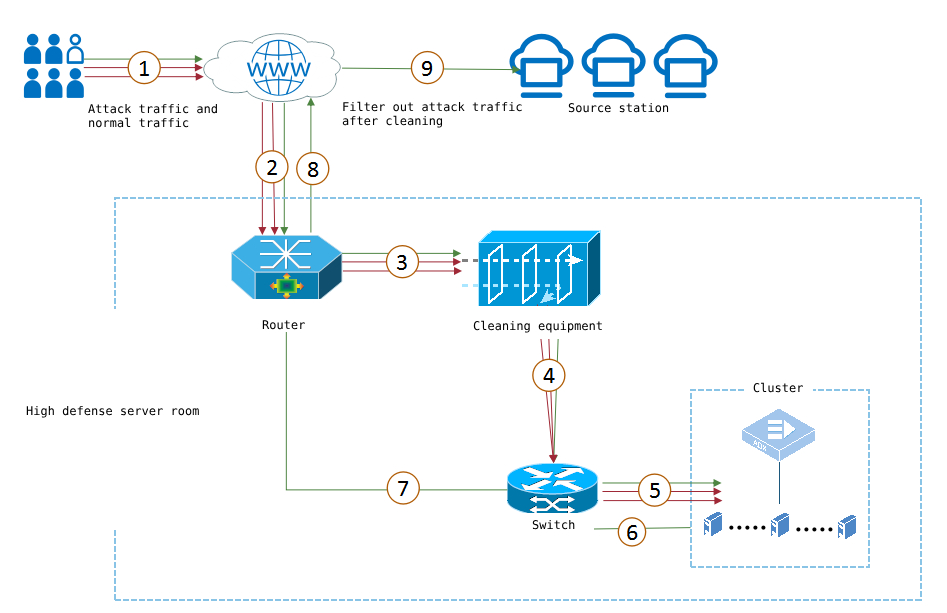 1
WWW
9
Attack traffic and
normal traffic
Filter out attack traffic
after cleaning
Source station
2
8
3
Router
Cleaning equipment
4
Cluster
High defense server room
ADX
7
5
Switch
6